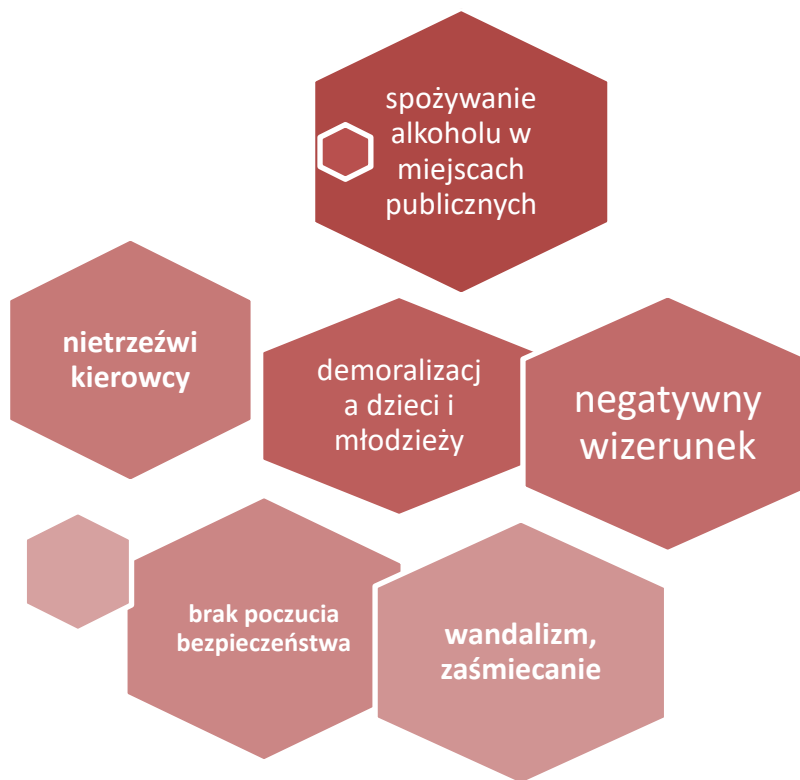 spożywanie
alkoholu w
miejscach
publicznych
nietrzeźwi
kierowcy
demoralizacj
a dzieci i
młodzieży
negatywny
wizerunek
brak poczucia
bezpieczeństwa
wandalizm,
zaśmiecanie